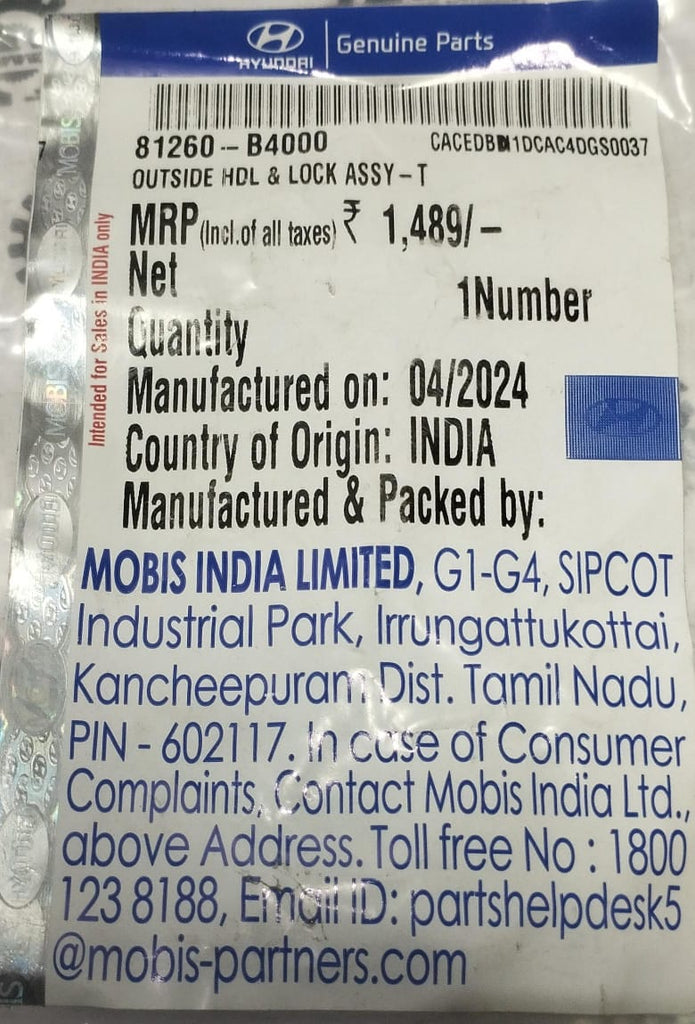 HYUNDAI | Genuine Parts
81260-B4000
OUTSIDE HDL & LOCK ASSY-T
MRP (Incl.of all taxes) ₹ 1,489/-
Net
Quantity
1Number
Manufactured on: 04/2024
Country of Origin: INDIA
Manufactured & Packed by:
MOBIS INDIA LIMITED, G1-G4, SIPCOT
Industrial Park, Irrungattukottai,
Kancheepuram Dist. Tamil Nadu,
PIN - 602117. In case of Consumer
Complaints, Contact Mobis India Ltd.,
above Address. Toll free No : 1800
123 8188, Email ID: partshelpdesk5
@mobis-partners.com
Intended for Sales in INDIA only
MOBIS